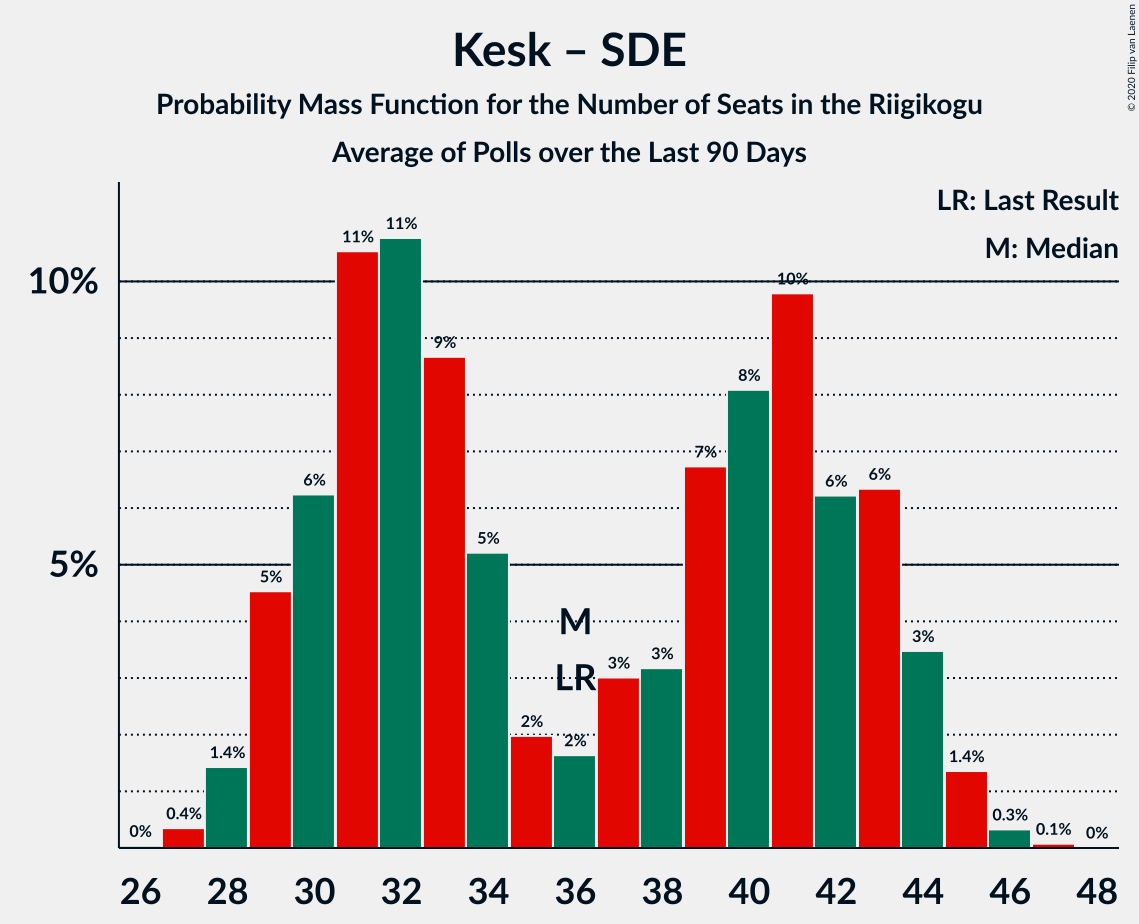 Kesk – SDE
Probability Mass Function for the Number of Seats in the Riigikogu
Average of Polls over the Last 90 Days
© 2020 Filip van Laenen
LR: Last Result
M: Median
10%
5%
0%
0.4%
1.4%
5%
6%
11%
11%
9%
5%
2%
2%
3%
3%
7%
8%
10%
6%
6%
3%
1.4%
0.3%
0.1%
0%
M
LR
26 28 30 32 34 36 38 40 42 44 46 48